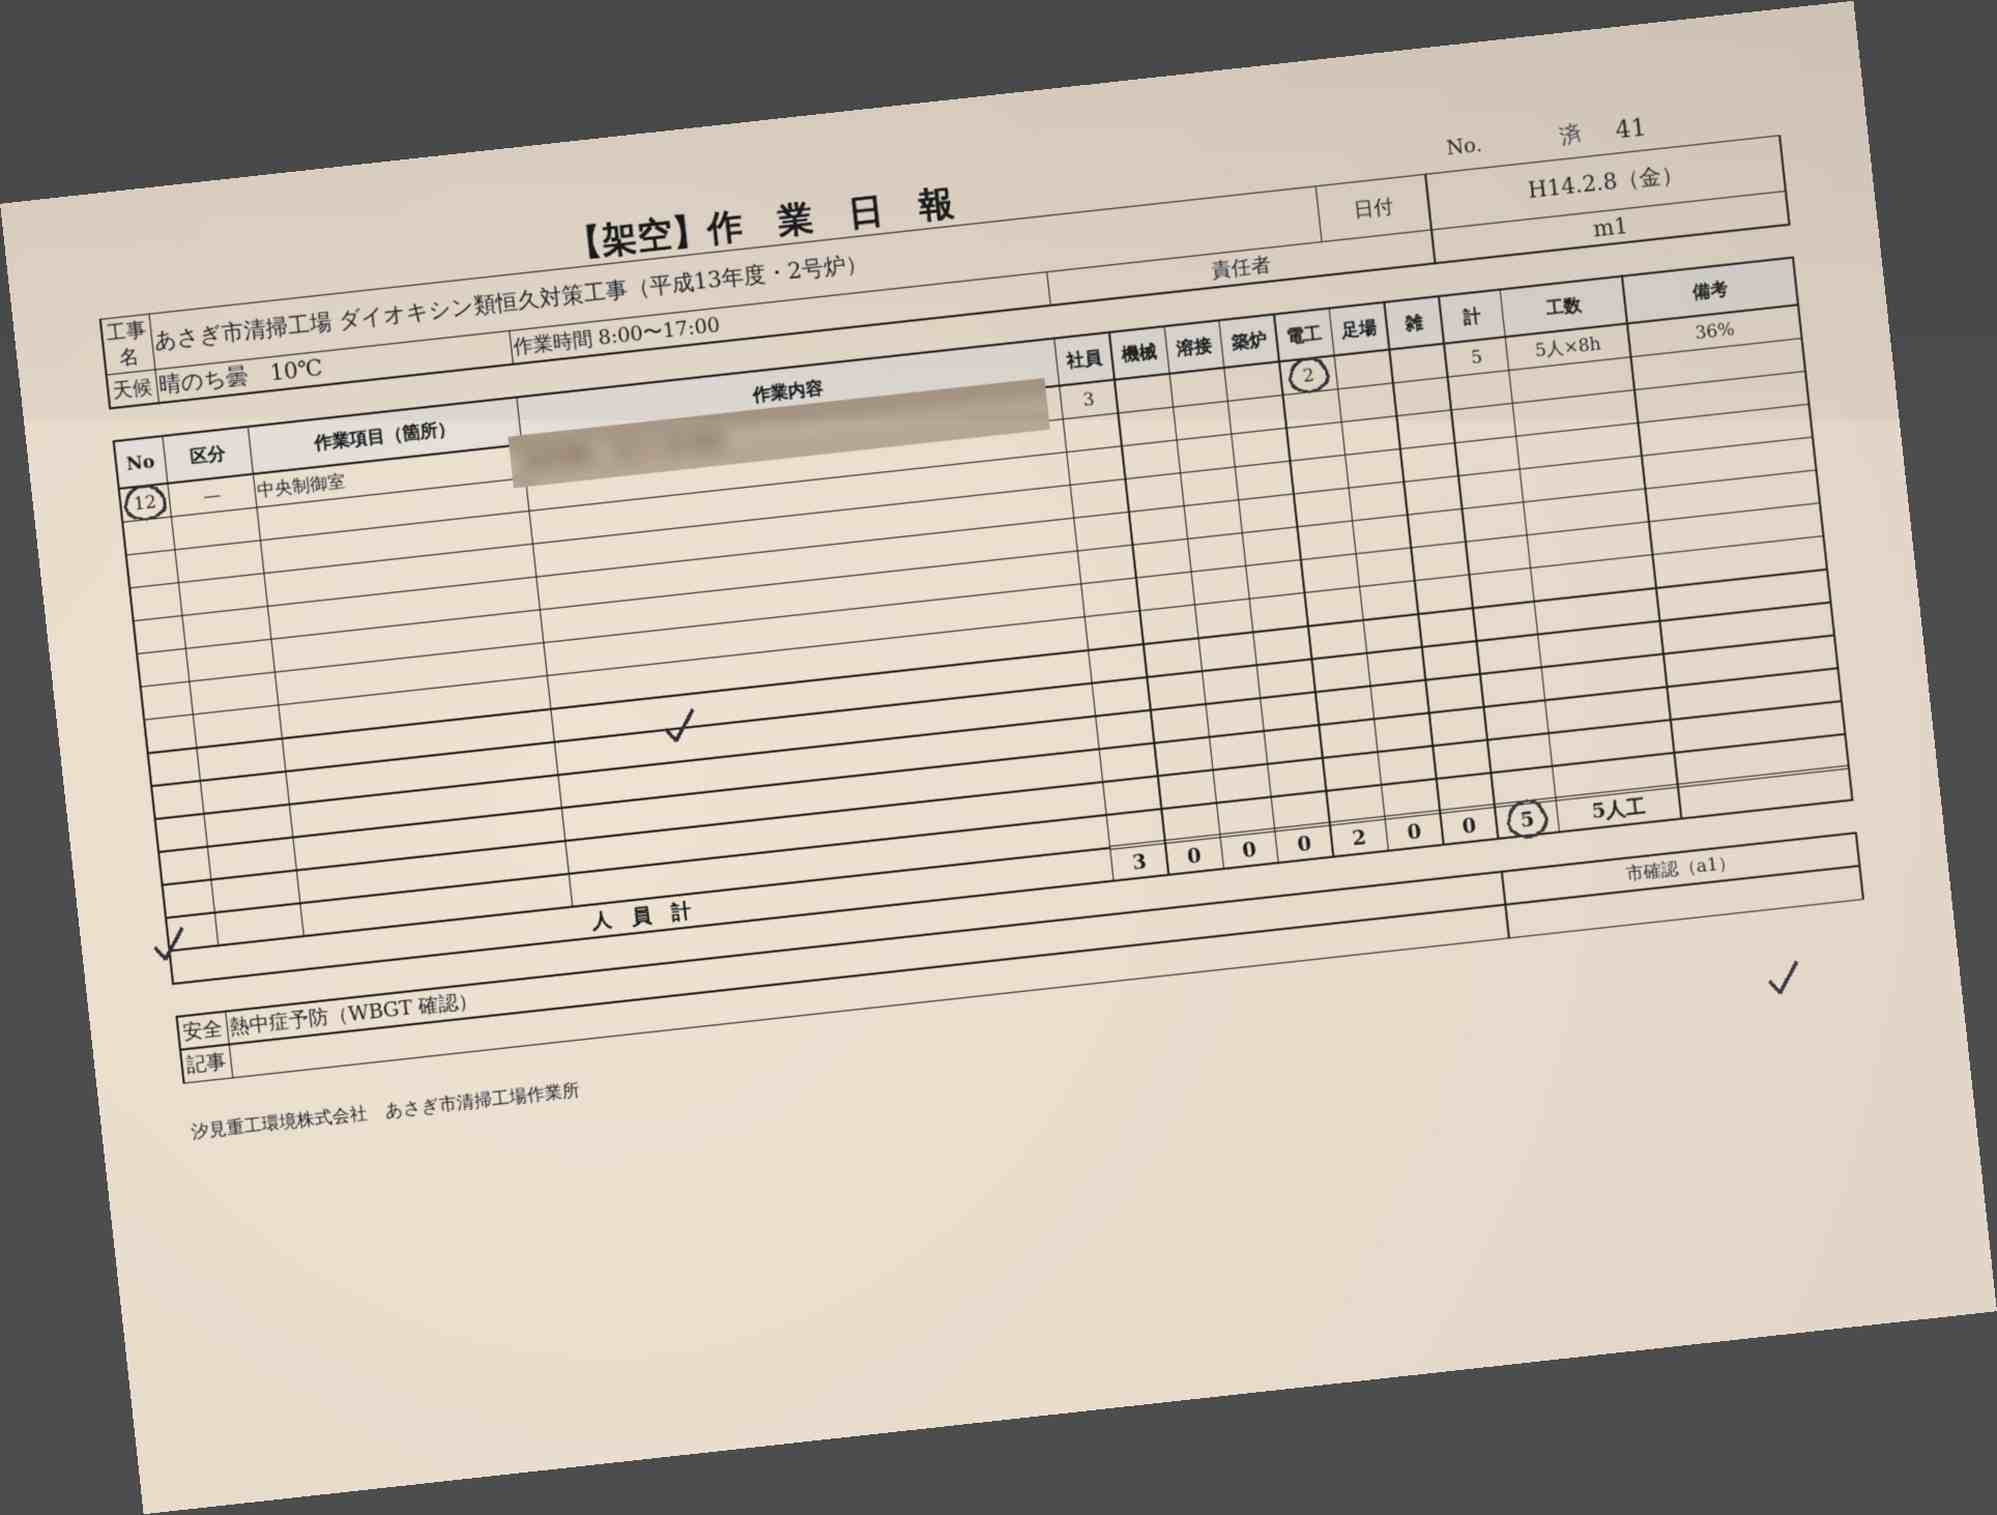 No. 済 41
【架空】作 業 日 報
工事名 あさぎ市清掃工場 ダイオキシン類恒久対策工事（平成13年度・2号炉） 日付 H14.2.8（金）
天候 晴のち曇 10℃ 作業時間 8:00〜17:00 責任者 m1
No 区分 作業項目（箇所） 作業内容 社員 機械 溶接 築炉 電工 足場 雑 計 工数 備考
12 — 中央制御室 3 2 5 5人×8h 36%
人 員 計 3 0 0 0 2 0 0 5 5人工
安全 熱中症予防（WBGT 確認） 市確認（a1）
記事
汐見重工環境株式会社 あさぎ市清掃工場作業所